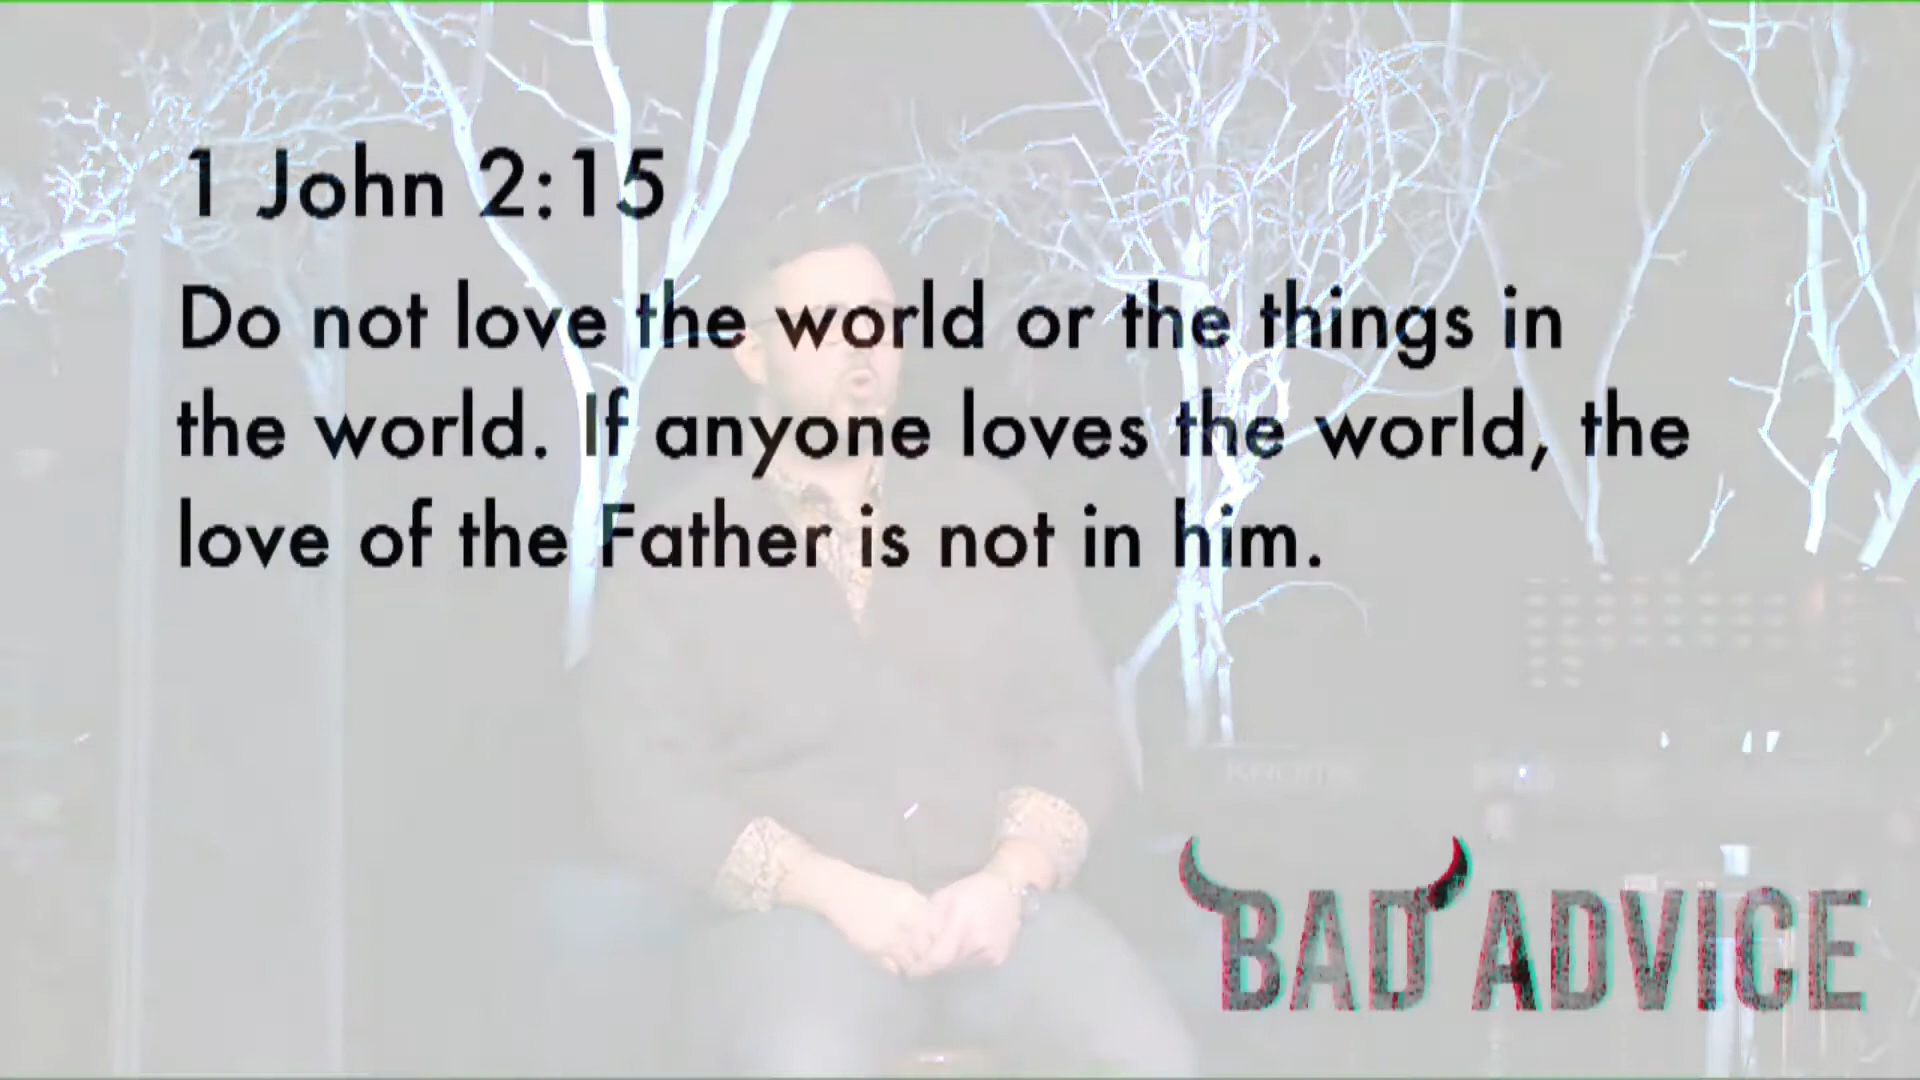 1 John 2:15
Do not love the world or the things in
the world. If anyone loves the world, the
love of the Father is not in him.
BAD ADVICE